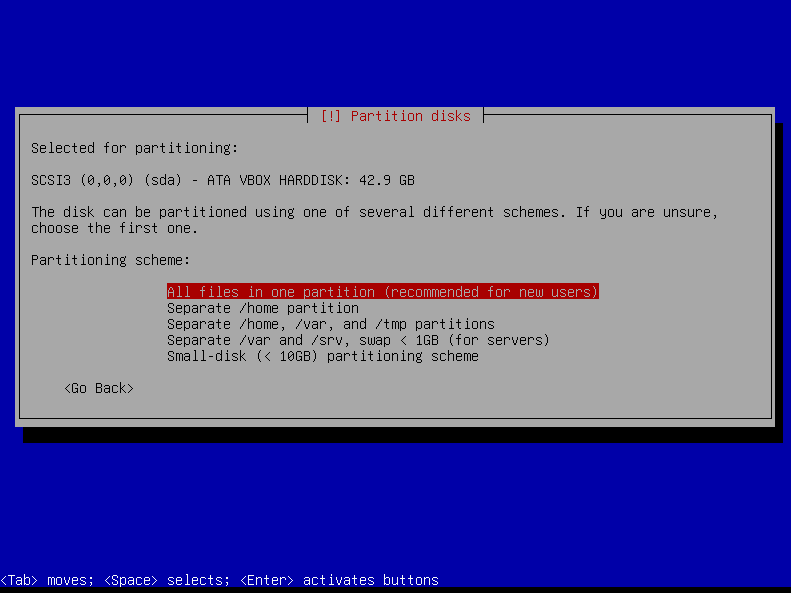 [!] Partition disks
Selected for partitioning:
SCSI3 (0,0,0) (sda) - ATA VBOX HARDDISK: 42.9 GB
The disk can be partitioned using one of several different schemes. If you are unsure,
choose the first one.
Partitioning scheme:
All files in one partition (recommended for new users)
Separate /home partition
Separate /home, /var, and /tmp partitions
Separate /var and /srv, swap < 1GB (for servers)
Small-disk (< 10GB) partitioning scheme
<Go Back>
<Tab> moves; <Space> selects; <Enter> activates buttons